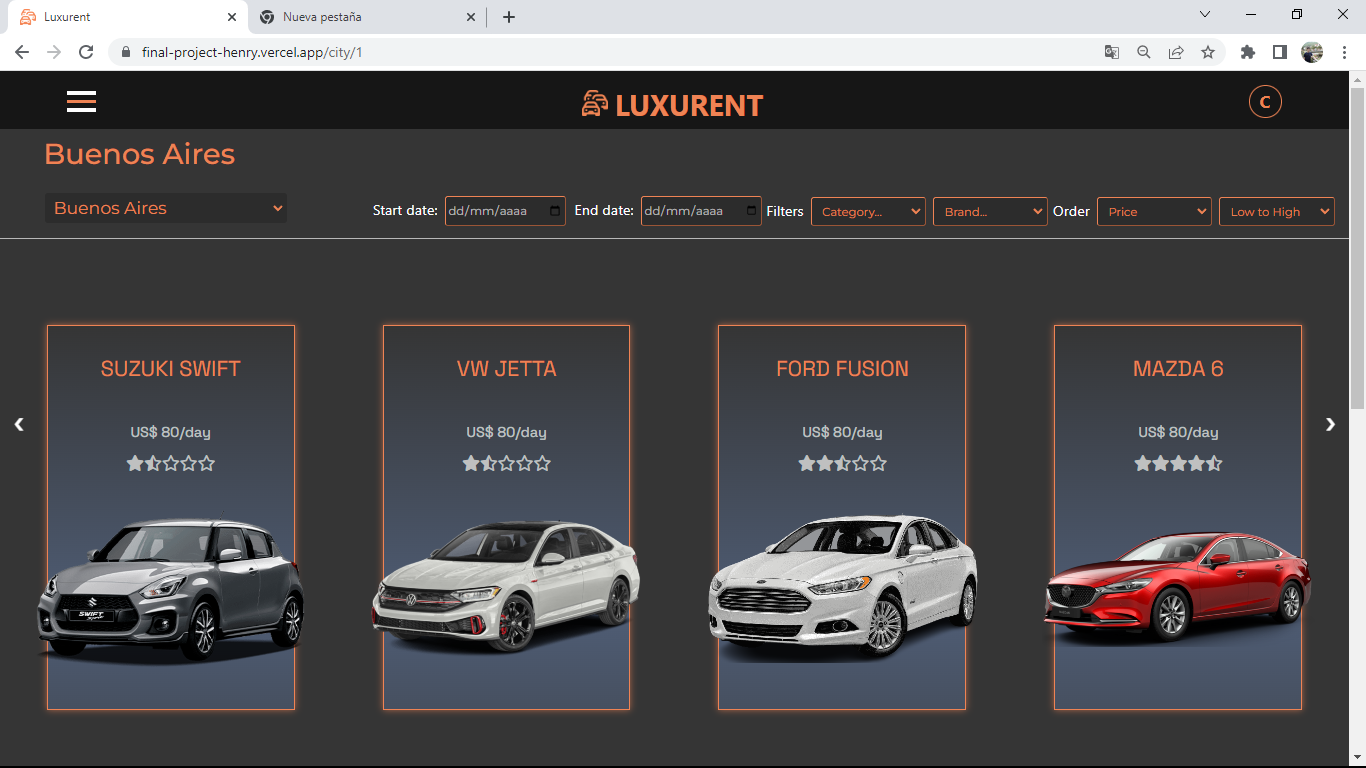 Luxurent
Nueva pestaña
final-project-henry.vercel.app/city/1
LUXURENT
C
Buenos Aires
Buenos Aires
Start date: dd/mm/aaaa End date: dd/mm/aaaa Filters Category... Brand... Order Price Low to High
SUZUKI SWIFT
US$ 80/day
SWIFT
VW JETTA
US$ 80/day
FORD FUSION
US$ 80/day
MAZDA 6
US$ 80/day